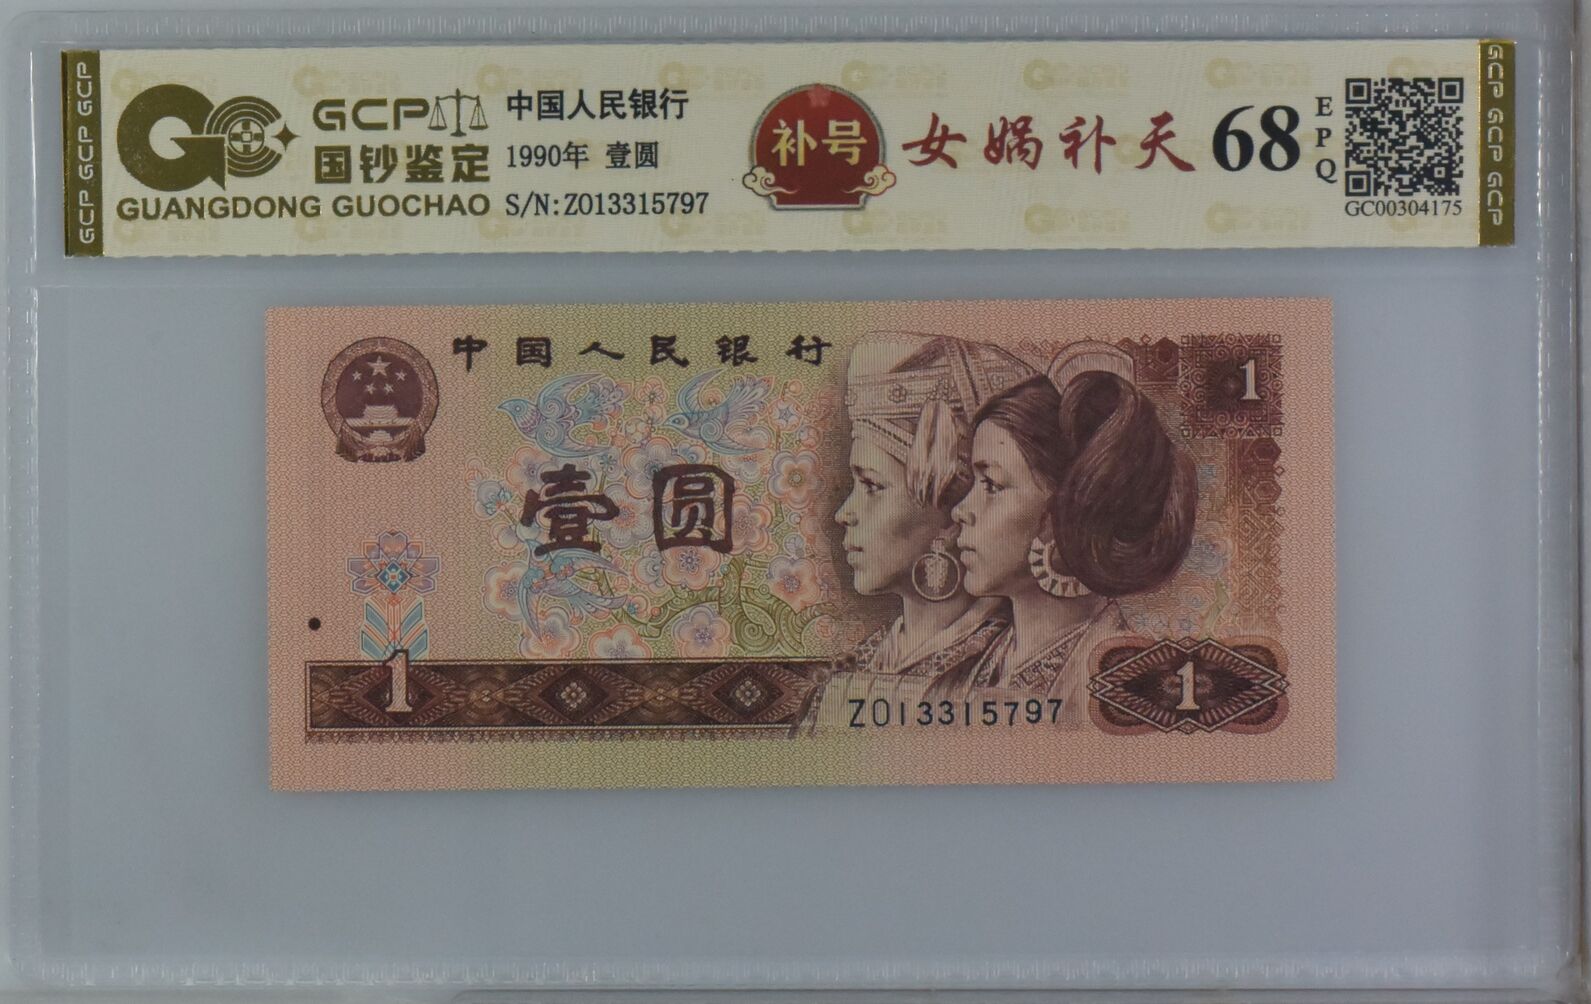 GCP GCP GCP
GCP
国钞鉴定
GUANGDONG GUOCHAO
中国人民银行
1990年 壹圆
S/N:Z013315797
补号
女娲补天
68
EPQ
GC00304175
GCP GCP GCP
中国人民银行
1
壹圆
1
Z013315797
1